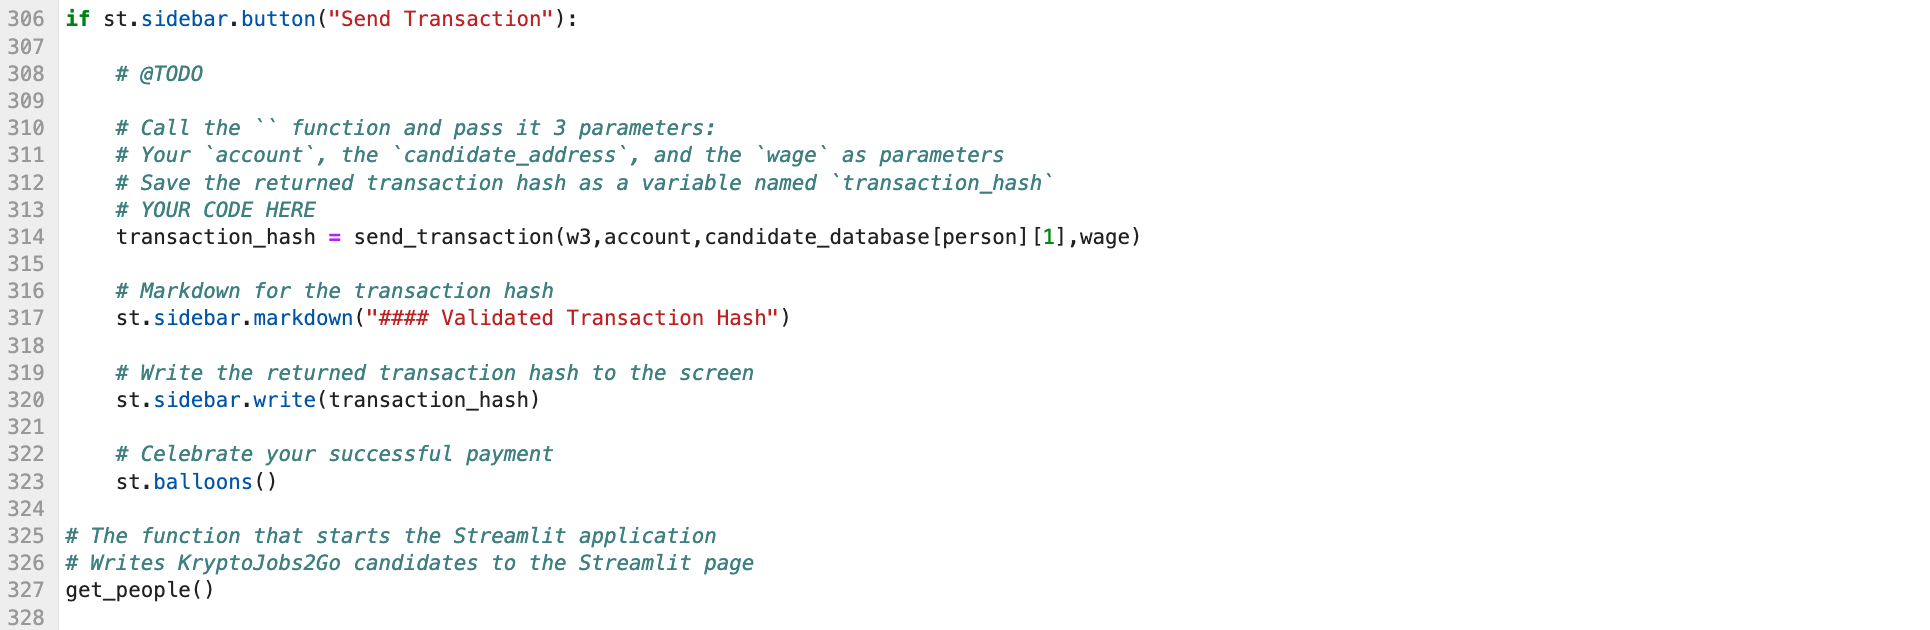 306 if st.sidebar.button("Send Transaction"):
307
308     # @TODO
309
310     # Call the `` function and pass it 3 parameters:
311     # Your `account`, the `candidate_address`, and the `wage` as parameters
312     # Save the returned transaction hash as a variable named `transaction_hash`
313     # YOUR CODE HERE
314     transaction_hash = send_transaction(w3,account,candidate_database[person][1],wage)
315
316     # Markdown for the transaction hash
317     st.sidebar.markdown("#### Validated Transaction Hash")
318
319     # Write the returned transaction hash to the screen
320     st.sidebar.write(transaction_hash)
321
322     # Celebrate your successful payment
323     st.balloons()
324
325 # The function that starts the Streamlit application
326 # Writes KryptoJobs2Go candidates to the Streamlit page
327 get_people()
328